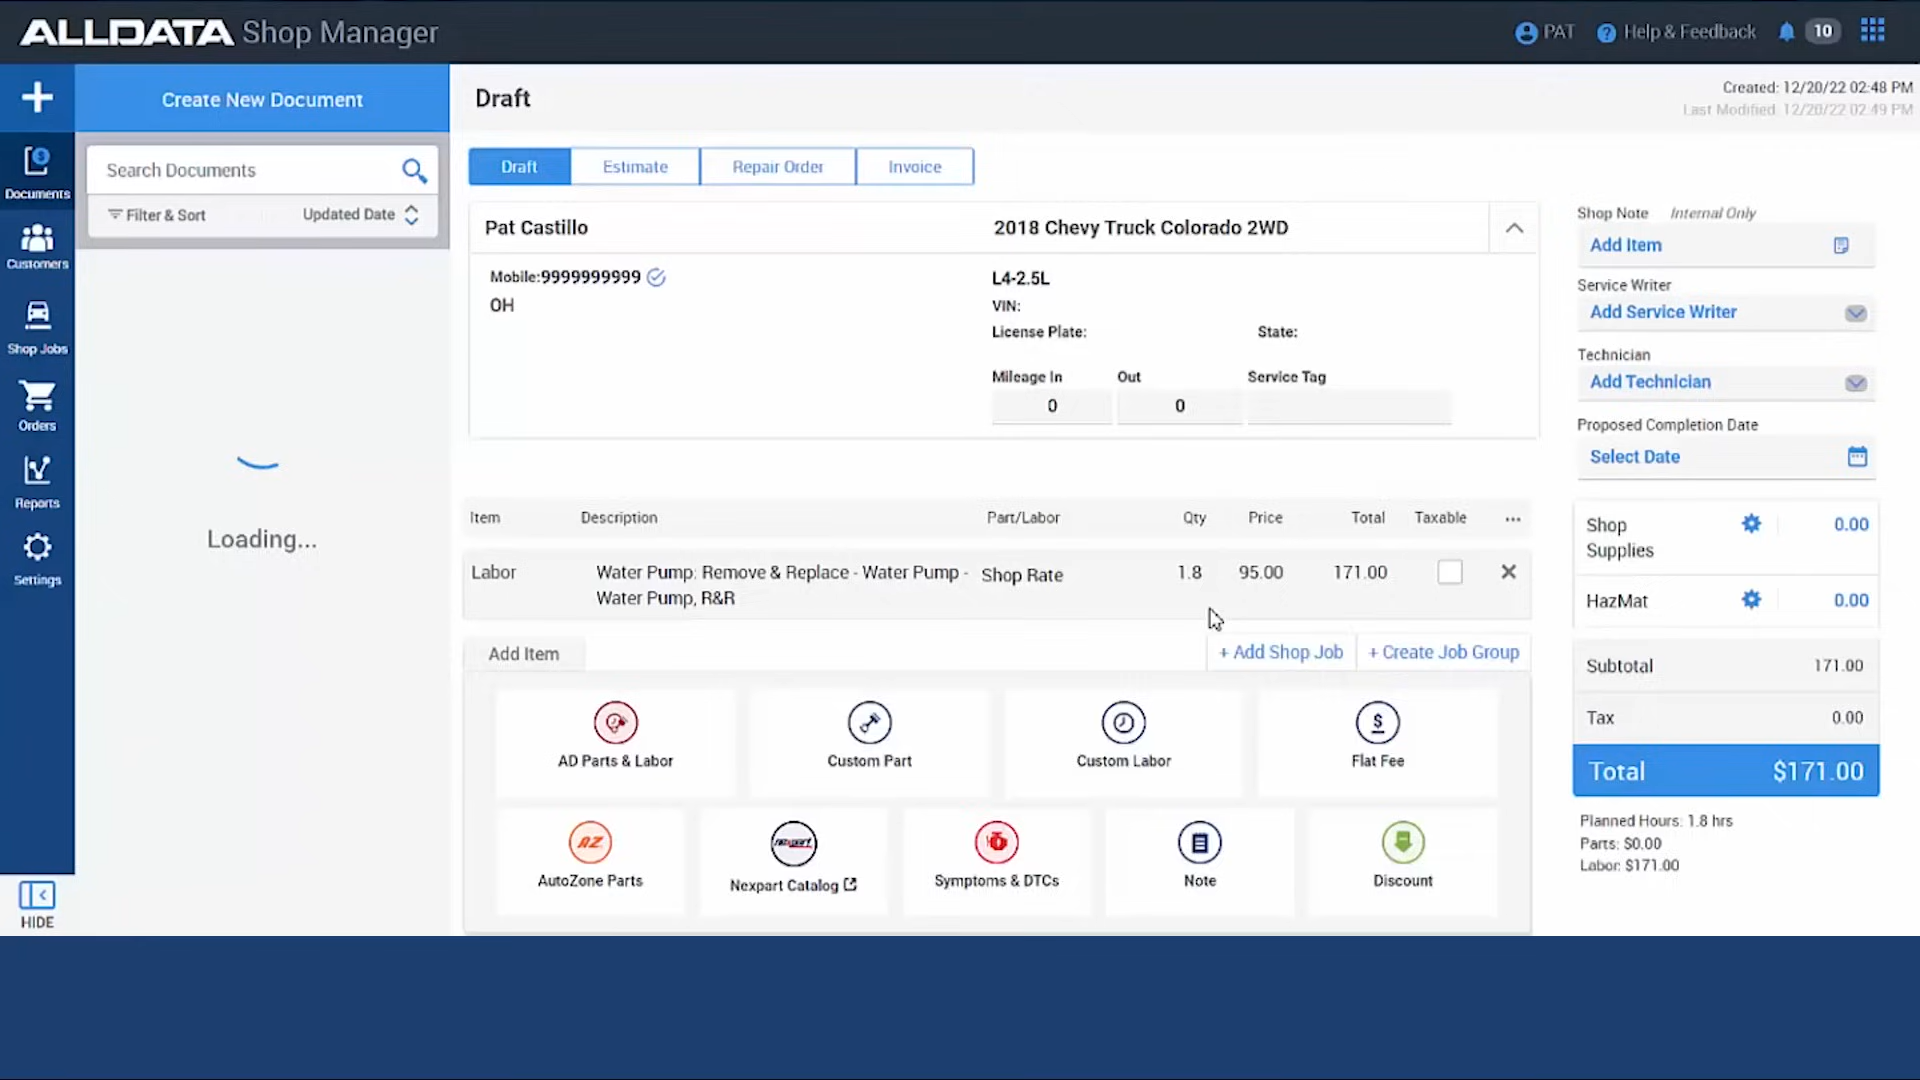 ALLDATA Shop Manager
PAT
Help & Feedback
10
Create New Document
Draft
Created: 12/20/22 02:48 PM
Last Modified: 12/20/22 02:49 PM
Search Documents
Filter & Sort
Updated Date
Documents
Customers
Shop Jobs
Orders
Reports
Settings
HIDE
Loading...
Draft
Estimate
Repair Order
Invoice
Pat Castillo
2018 Chevy Truck Colorado 2WD
Mobile:9999999999
OH
L4-2.5L
VIN:
License Plate:
State:
Mileage In
Out
Service Tag
0
0
Item
Description
Part/Labor
Qty
Price
Total
Taxable
...
Labor
Water Pump: Remove & Replace - Water Pump -
Water Pump, R&R
Shop Rate
1.8
95.00
171.00
Add Item
+ Add Shop Job
+ Create Job Group
AD Parts & Labor
Custom Part
Custom Labor
$
Flat Fee
AZ
AutoZone Parts
nexpart
Nexpart Catalog
Symptoms & DTCs
Note
Discount
Shop Note
Internal Only
Add Item
Service Writer
Add Service Writer
Technician
Add Technician
Proposed Completion Date
Select Date
Shop
Supplies
0.00
HazMat
0.00
Subtotal
171.00
Tax
0.00
Total
$171.00
Planned Hours: 1.8 hrs
Parts: $0.00
Labor: $171.00